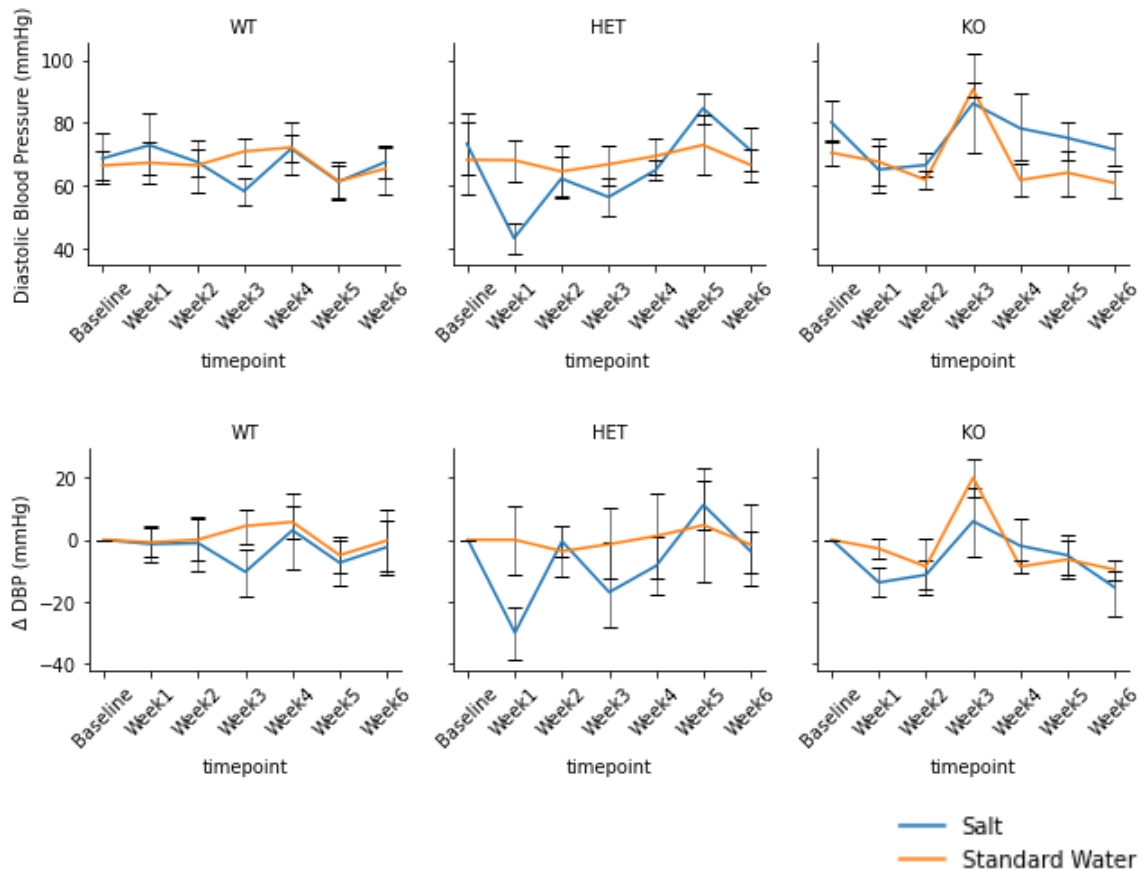 WT HET KO
Diastolic Blood Pressure (mmHg)
100
80
60
40
Baseline Week1 Week2 Week3 Week4 Week5 Week6
Baseline Week1 Week2 Week3 Week4 Week5 Week6
Baseline Week1 Week2 Week3 Week4 Week5 Week6
timepoint timepoint timepoint
WT HET KO
Δ DBP (mmHg)
20
0
−20
−40
Baseline Week1 Week2 Week3 Week4 Week5 Week6
Baseline Week1 Week2 Week3 Week4 Week5 Week6
Baseline Week1 Week2 Week3 Week4 Week5 Week6
timepoint timepoint timepoint
Salt
Standard Water